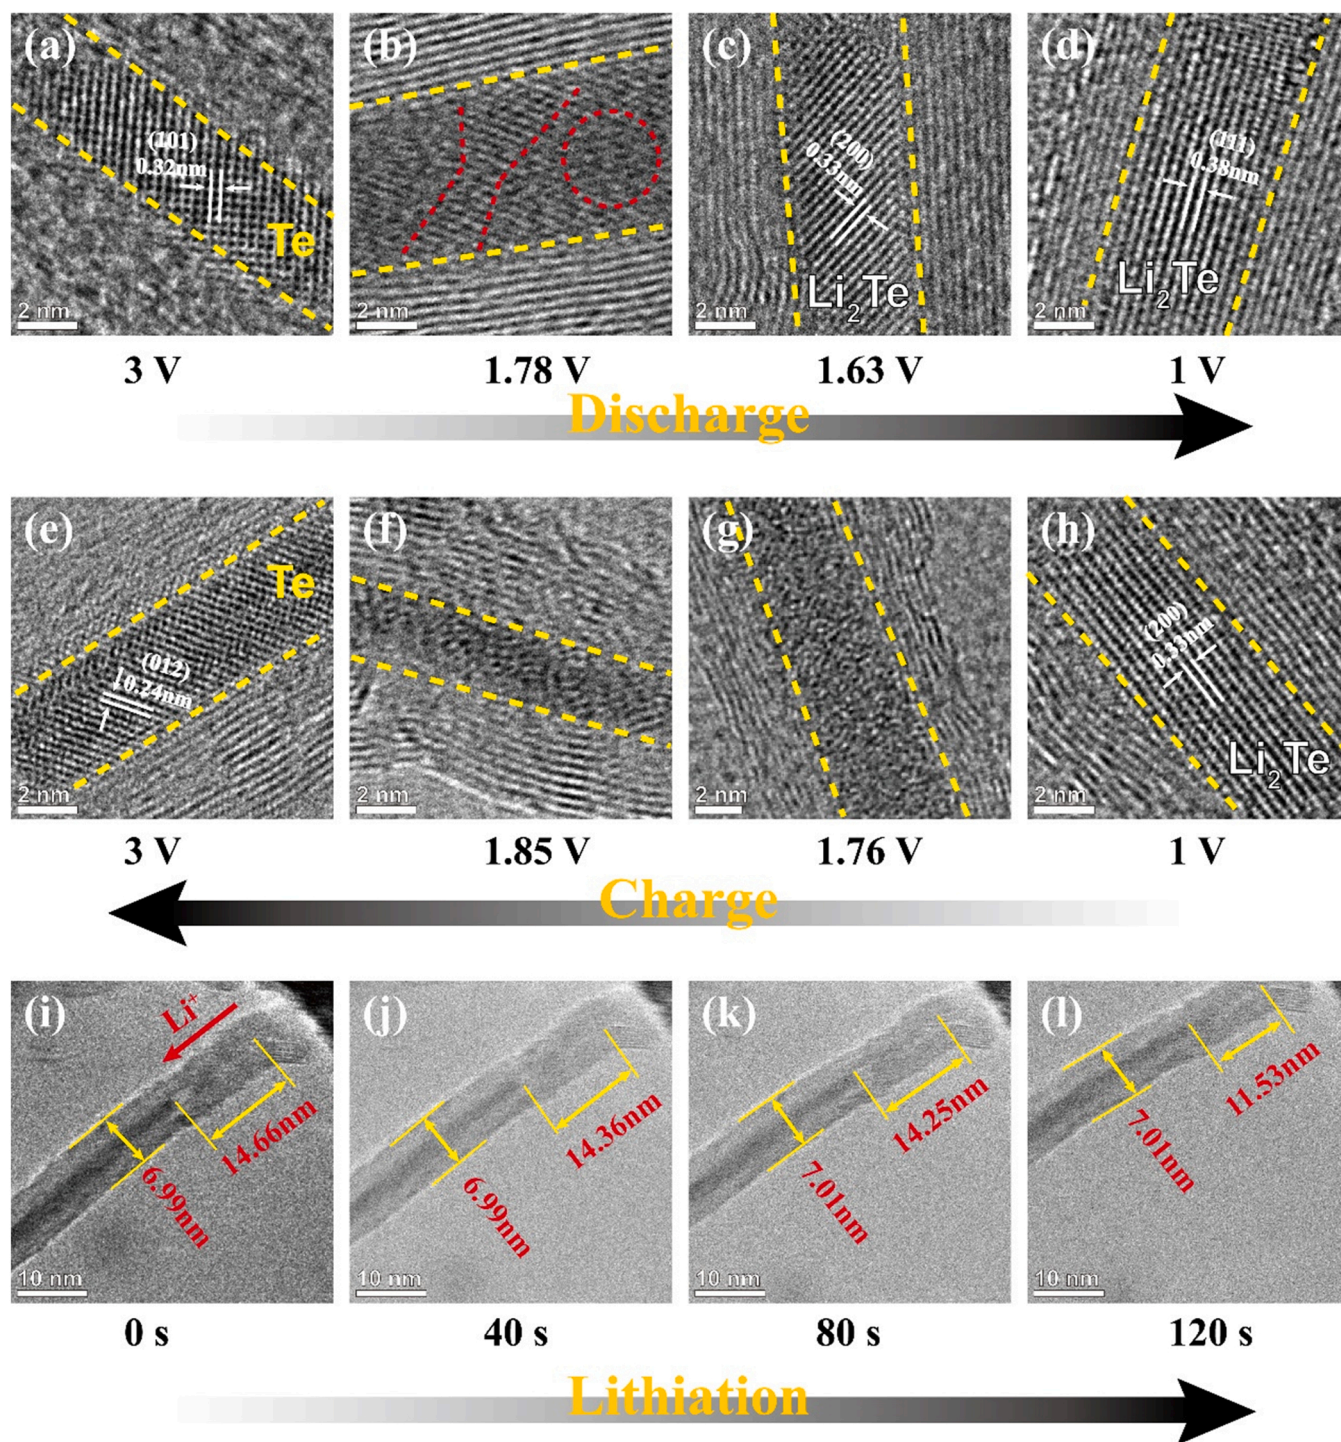 (a)
(101)
0.32nm
Te
2 nm
(b)
2 nm
(c)
(200)
0.33nm
Li₂Te
2 nm
(d)
(111)
0.38nm
Li₂Te
2 nm
3 V
1.78 V
1.63 V
1 V
Discharge
(e)
Te
(012)
0.24nm
2 nm
(f)
2 nm
(g)
2 nm
(h)
(200)
0.33nm
Li₂Te
2 nm
3 V
1.85 V
1.76 V
1 V
Charge
(i)
Li⁺
14.66nm
6.99nm
10 nm
(j)
14.36nm
6.99nm
10 nm
(k)
14.25nm
7.01nm
10 nm
(l)
11.53nm
7.01nm
10 nm
0 s
40 s
80 s
120 s
Lithiation